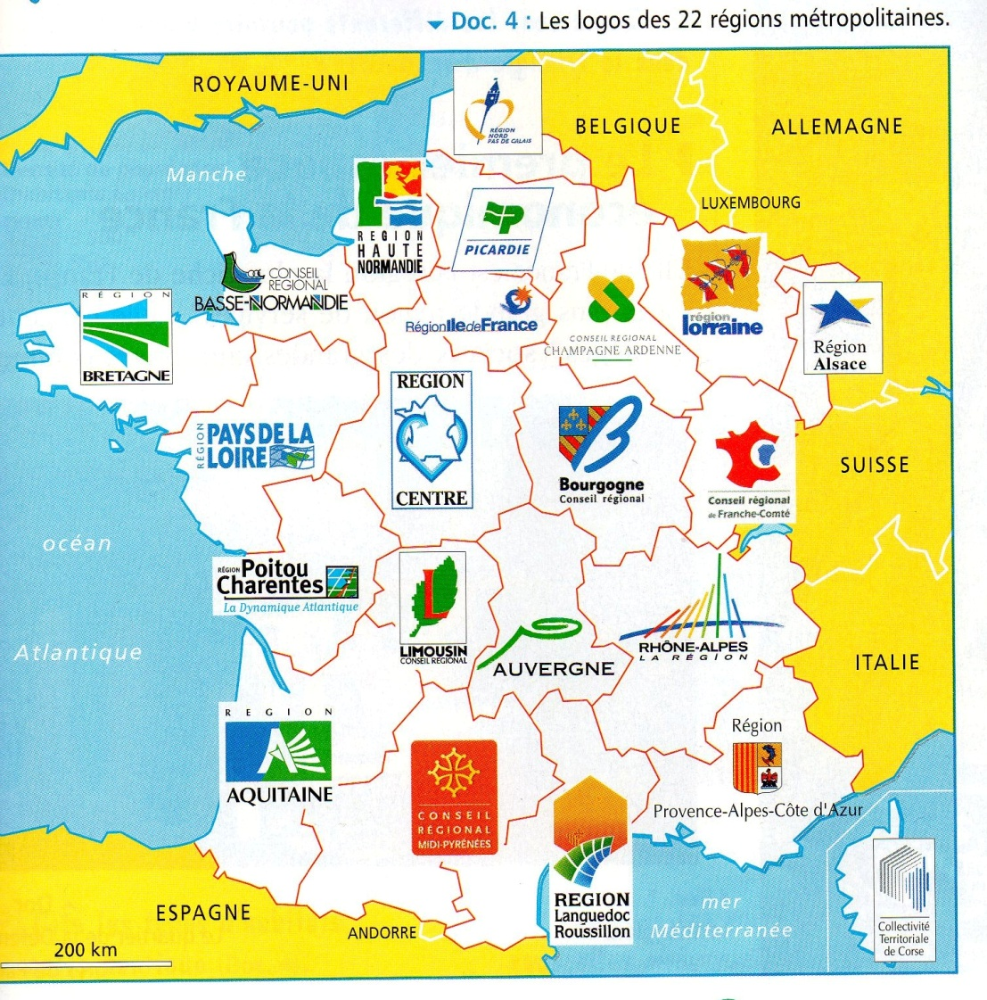 Doc. 4 : Les logos des 22 régions métropolitaines.
ROYAUME-UNI
BELGIQUE
ALLEMAGNE
LUXEMBOURG
Manche
RÉGION
NORD
PAS DE CALAIS
REGION
HAUTE
NORMANDIE
PICARDIE
CONSEIL
REGIONAL
BASSE-NORMANDIE
RÉGION
BRETAGNE
RégionIledeFrance
CONSEIL REGIONAL
CHAMPAGNE ARDENNE
région
lorraine
Région
Alsace
RÉGION
PAYS DE LA
LOIRE
REGION
CENTRE
Bourgogne
Conseil régional
C
Conseil régional
de Franche-Comté
SUISSE
océan
Atlantique
RÉGION
Poitou
Charentes
La Dynamique Atlantique
L
LIMOUSIN
CONSEIL RÉGIONAL
AUVERGNE
RHÔNE-ALPES
LA RÉGION
ITALIE
REGION
A
AQUITAINE
CONSEIL
RÉGIONAL
MIDI-PYRÉNÉES
REGION
Languedoc
Roussillon
Région
Provence-Alpes-Côte d'Azur
Collectivité
Territoriale
de Corse
mer
Méditerranée
ESPAGNE
ANDORRE
200 km